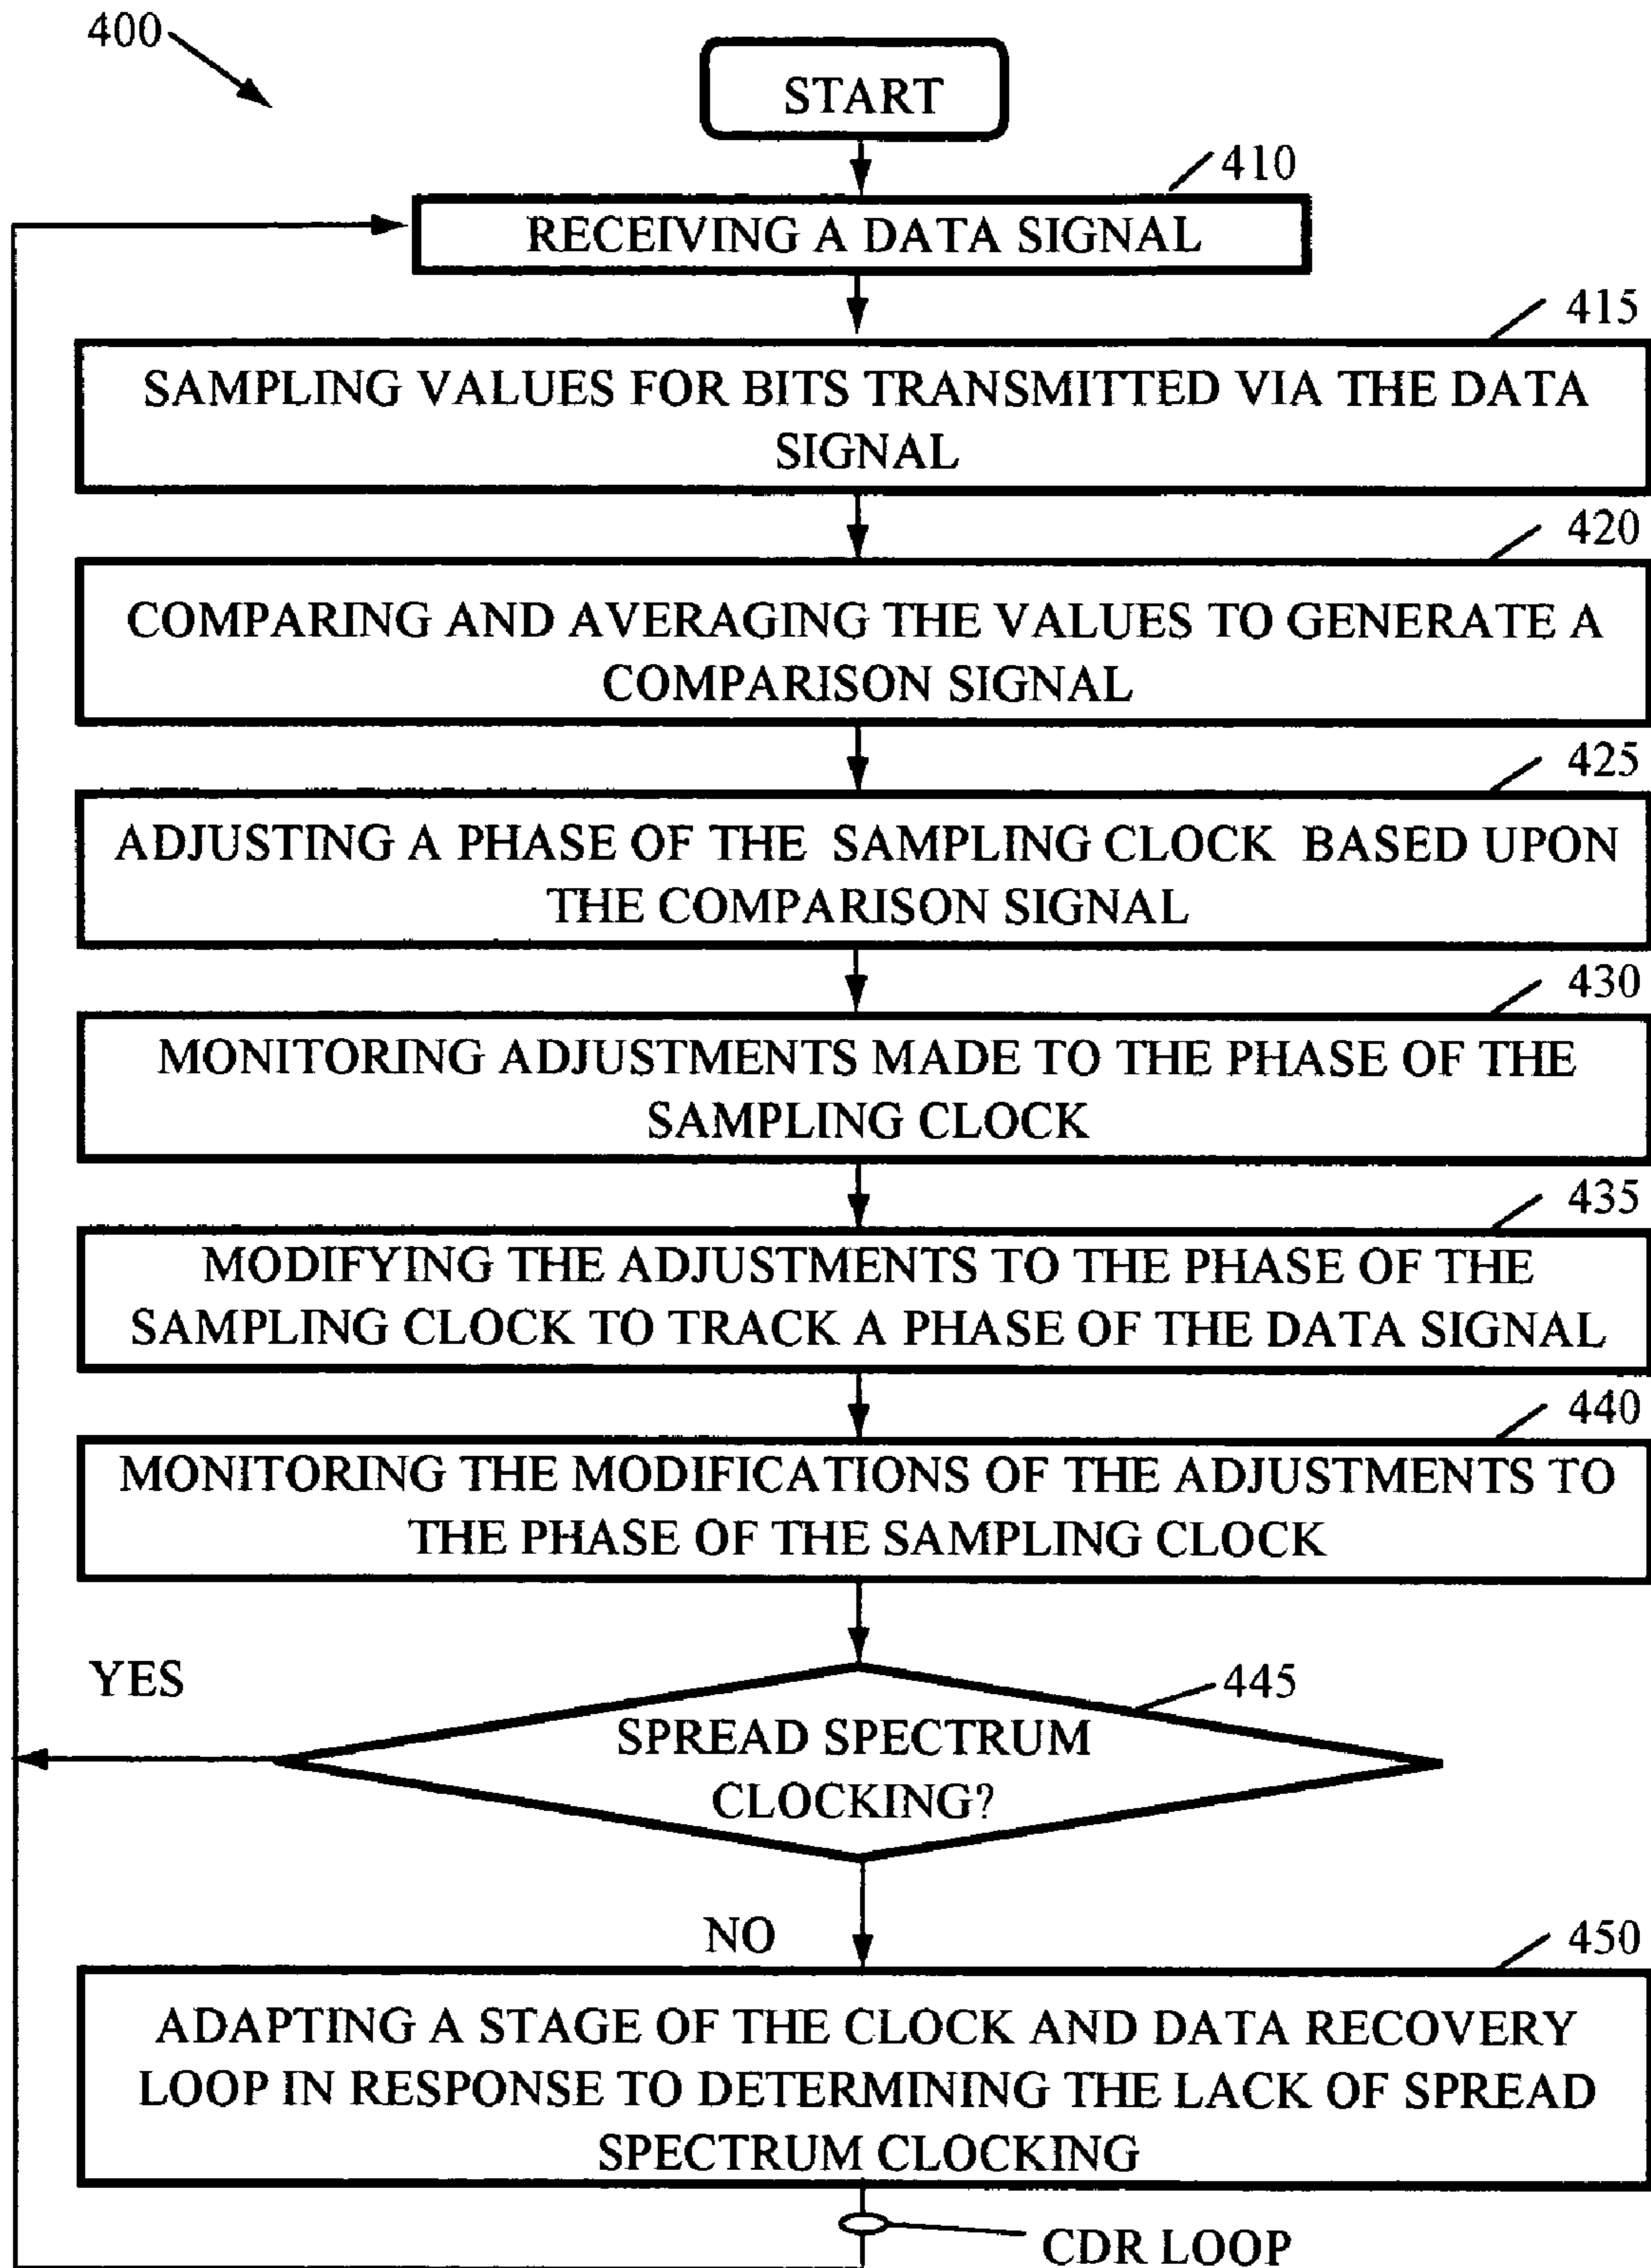 400
START
410
RECEIVING A DATA SIGNAL
415
SAMPLING VALUES FOR BITS TRANSMITTED VIA THE DATA
SIGNAL
420
COMPARING AND AVERAGING THE VALUES TO GENERATE A
COMPARISON SIGNAL
425
ADJUSTING A PHASE OF THE SAMPLING CLOCK BASED UPON
THE COMPARISON SIGNAL
430
MONITORING ADJUSTMENTS MADE TO THE PHASE OF THE
SAMPLING CLOCK
435
MODIFYING THE ADJUSTMENTS TO THE PHASE OF THE
SAMPLING CLOCK TO TRACK A PHASE OF THE DATA SIGNAL
440
MONITORING THE MODIFICATIONS OF THE ADJUSTMENTS TO
THE PHASE OF THE SAMPLING CLOCK
YES
445
SPREAD SPECTRUM
CLOCKING?
NO
450
ADAPTING A STAGE OF THE CLOCK AND DATA RECOVERY
LOOP IN RESPONSE TO DETERMINING THE LACK OF SPREAD
SPECTRUM CLOCKING
CDR LOOP